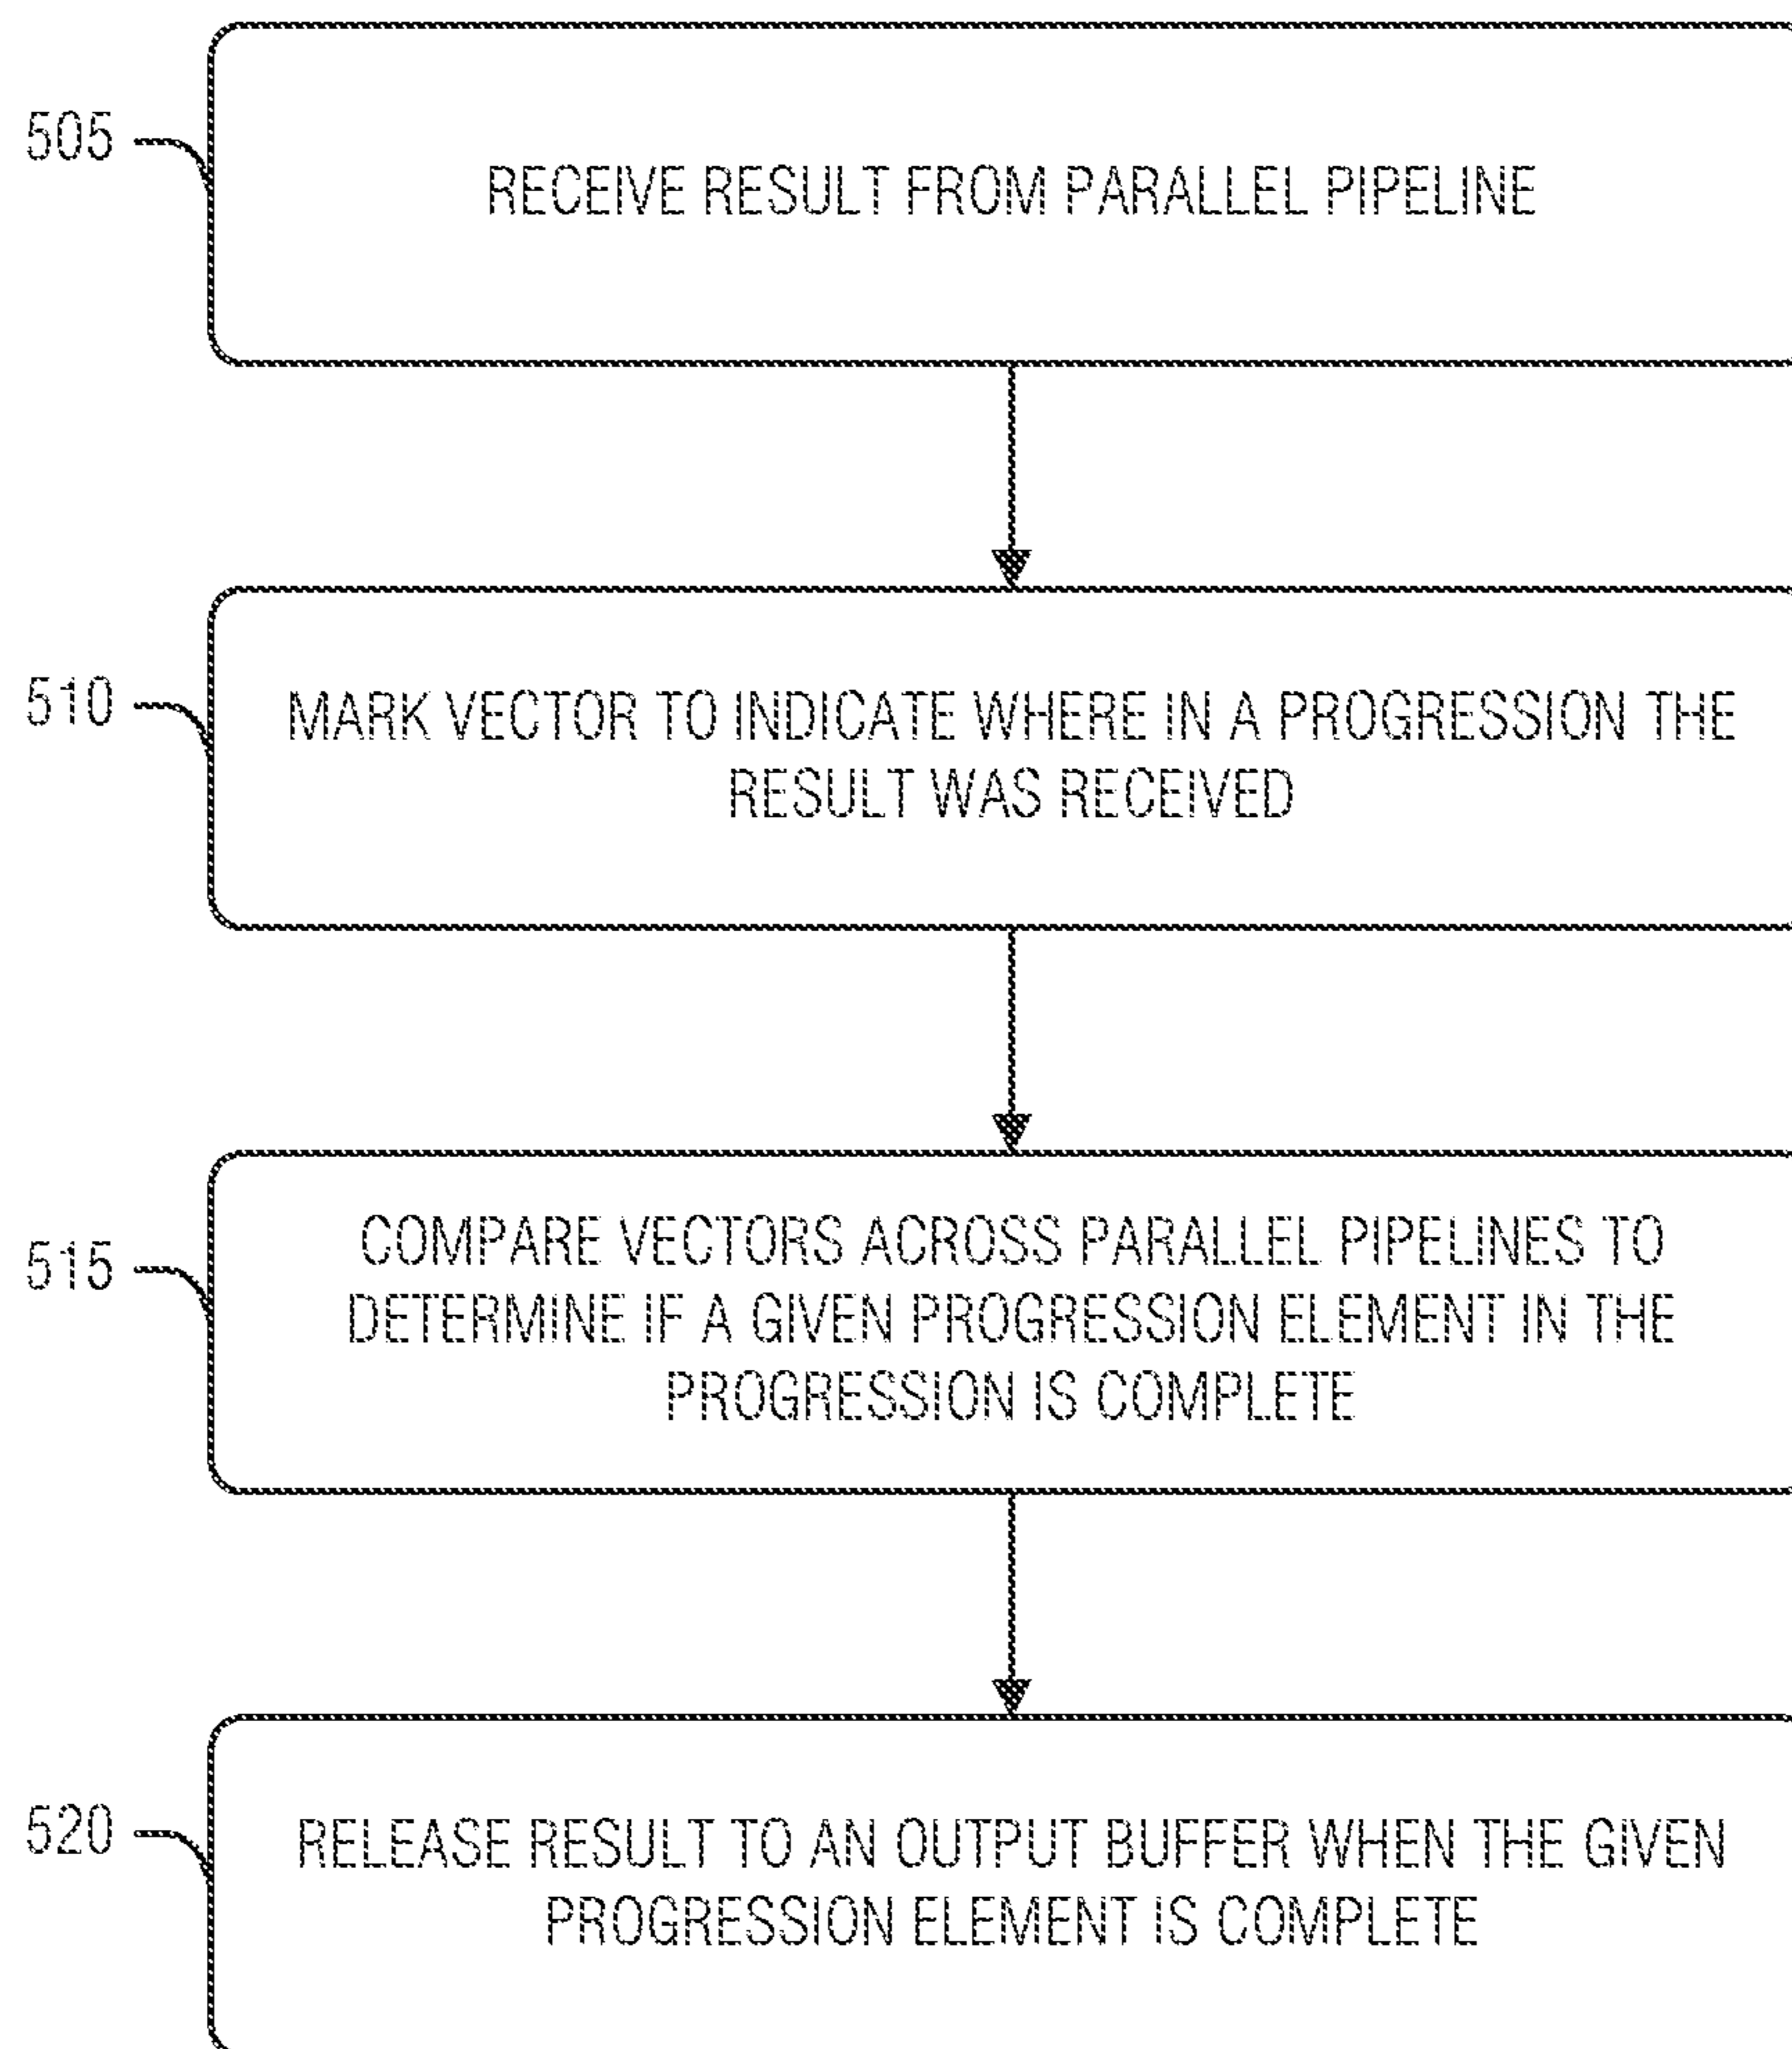 505
RECEIVE RESULT FROM PARALLEL PIPELINE
510
MARK VECTOR TO INDICATE WHERE IN A PROGRESSION THE
RESULT WAS RECEIVED
515
COMPARE VECTORS ACROSS PARALLEL PIPELINES TO
DETERMINE IF A GIVEN PROGRESSION ELEMENT IN THE
PROGRESSION IS COMPLETE
520
RELEASE RESULT TO AN OUTPUT BUFFER WHEN THE GIVEN
PROGRESSION ELEMENT IS COMPLETE